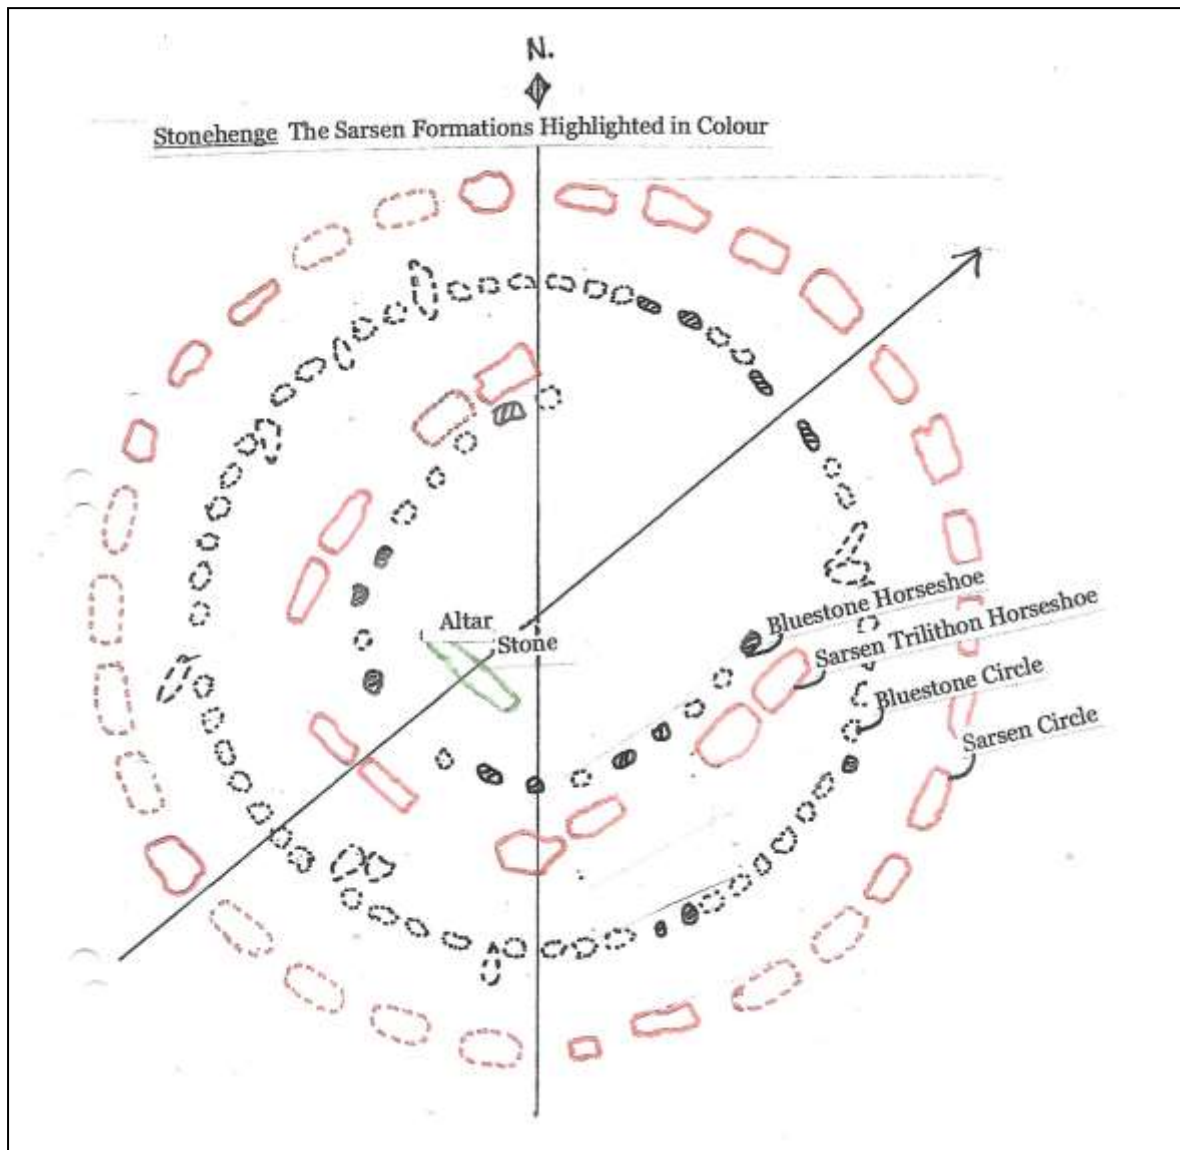 N.
Stonehenge The Sarsen Formations Highlighted in Colour
Altar
Stone
Bluestone Horseshoe
Sarsen Trilithon Horseshoe
Bluestone Circle
Sarsen Circle